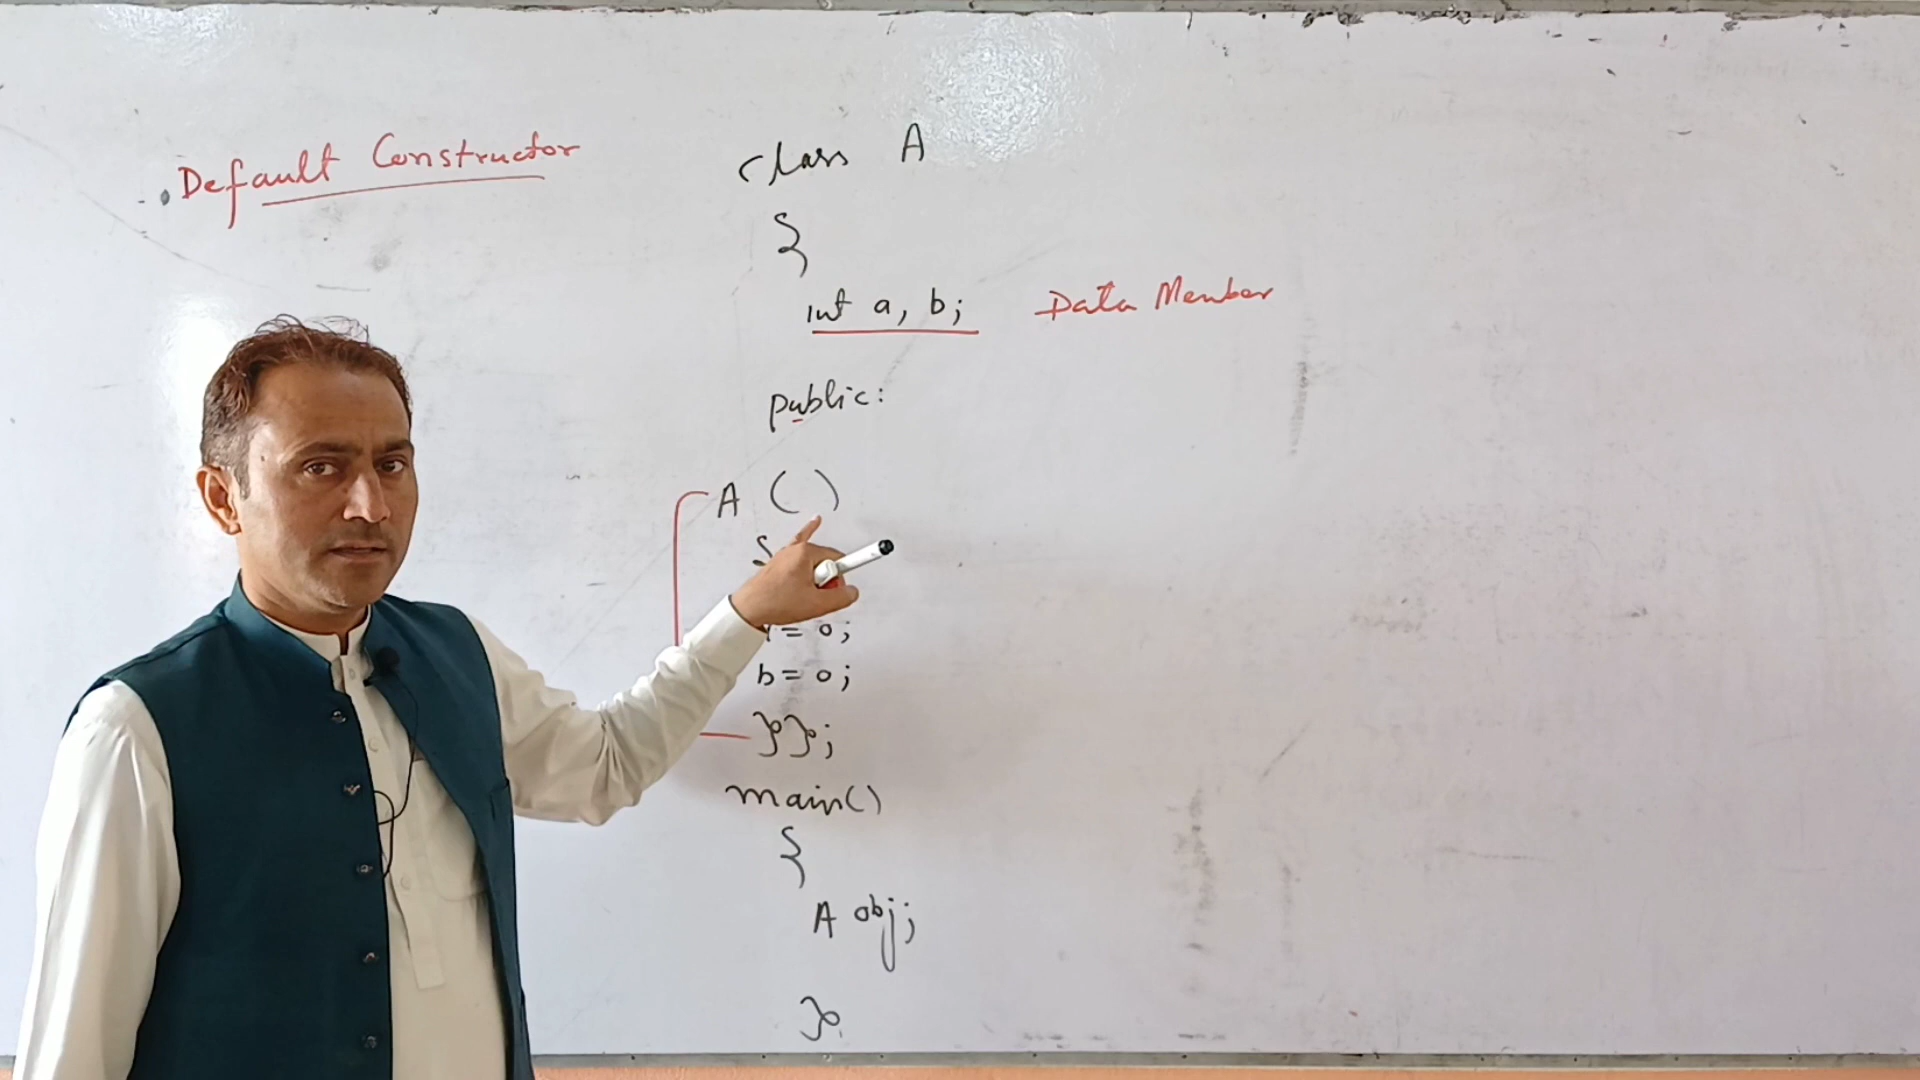 Default Constructor
class A
{
int a, b; Data Member
public:
A ( )
{
= 0;
b = 0;
}};
main()
{
A obj;
}